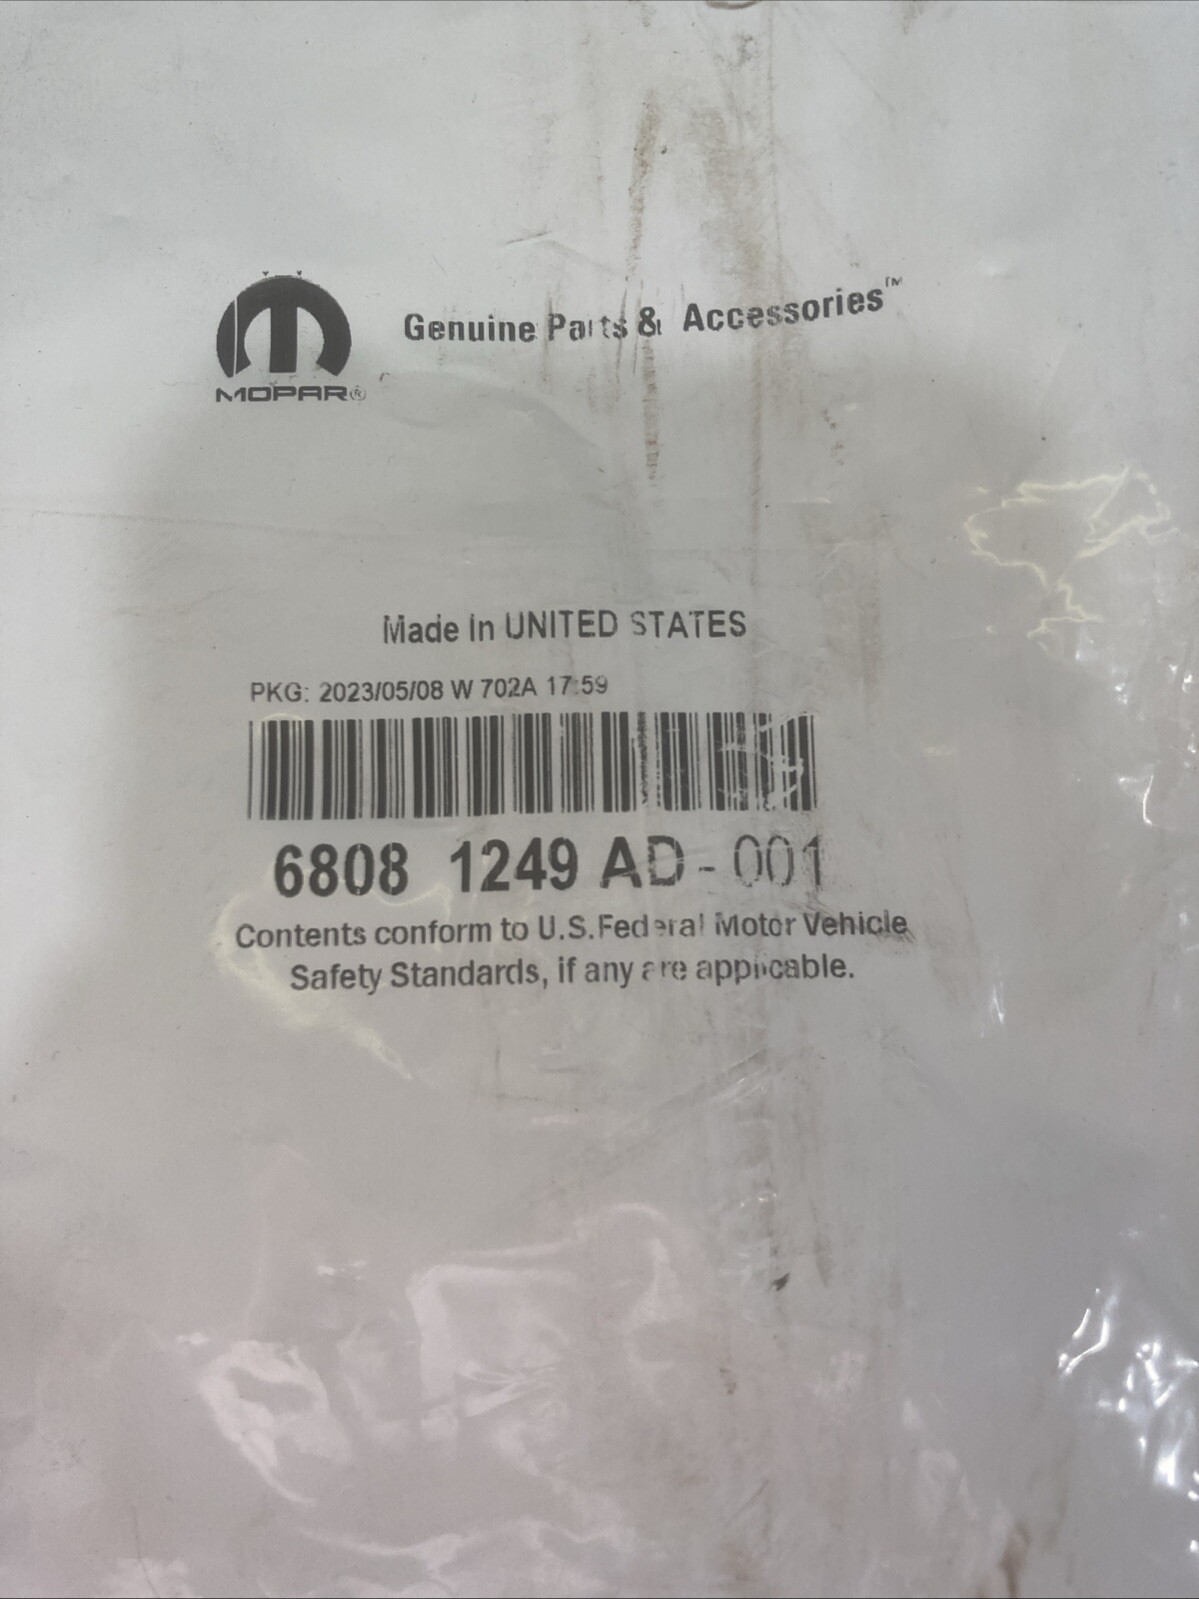 Genuine Parts & Accessories™
MOPAR®
Made In UNITED STATES
PKG: 2023/05/08 W 702A 17:59
6808 1249 AD - 001
Contents conform to U.S. Federal Motor Vehicle
Safety Standards, if any are applicable.